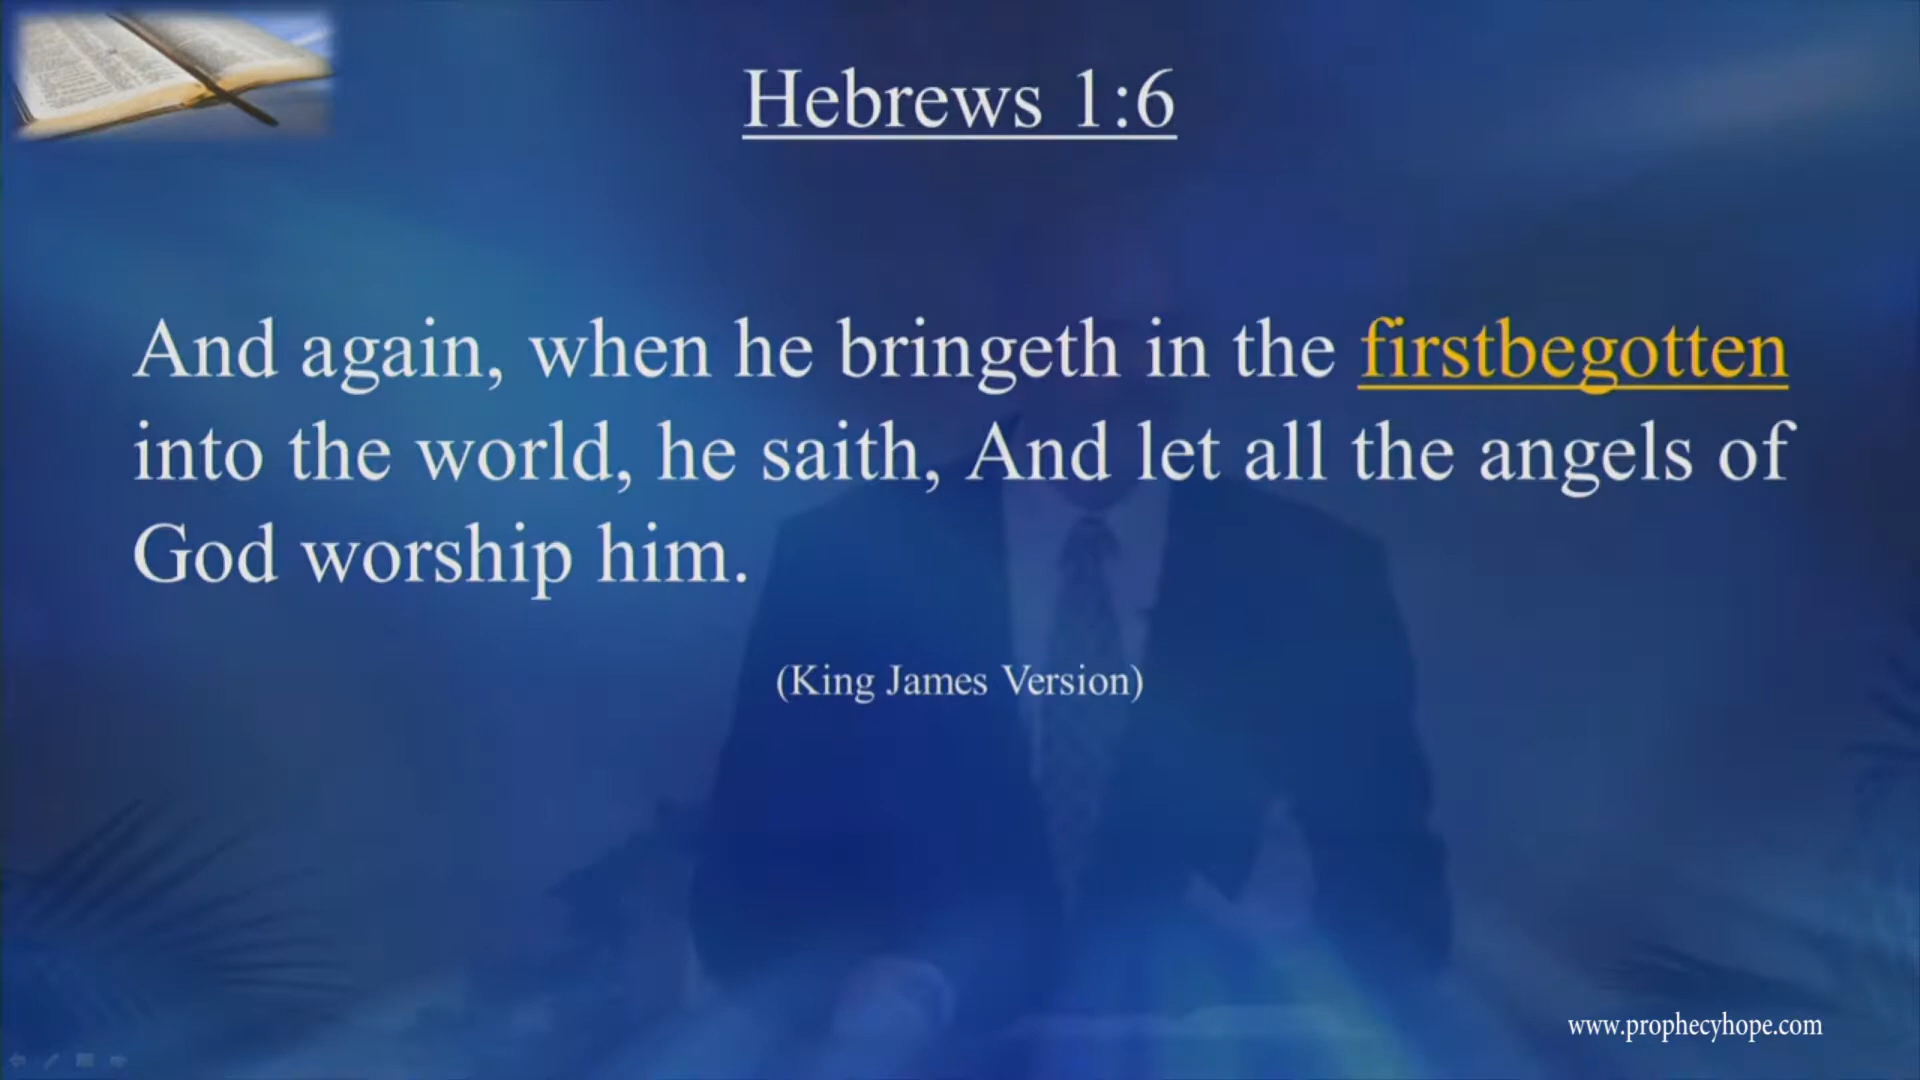 Hebrews 1:6
And again, when he bringeth in the firstbegotten
into the world, he saith, And let all the angels of
God worship him.
(King James Version)
www.prophecyhope.com